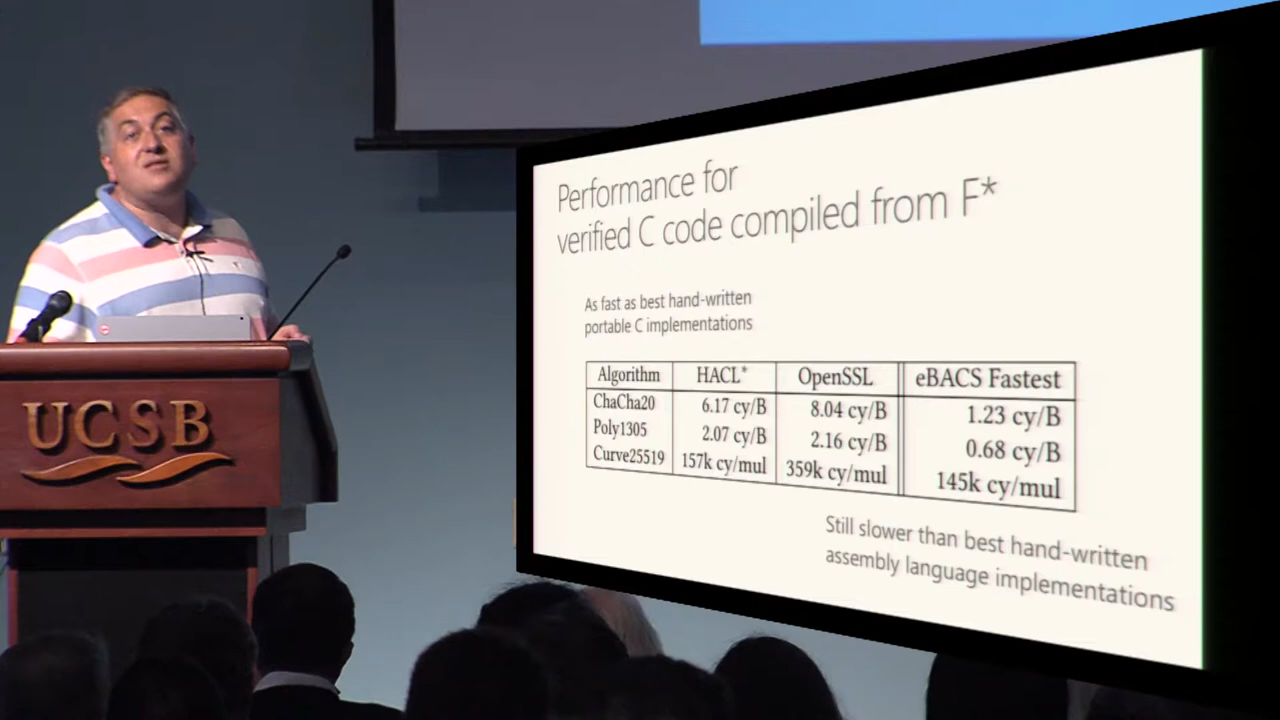 UCSB
Performance for
verified C code compiled from F*
As fast as best hand-written
portable C implementations
Algorithm HACL* OpenSSL eBACS Fastest
ChaCha20 6.17 cy/B 8.04 cy/B 1.23 cy/B
Poly1305 2.07 cy/B 2.16 cy/B 0.68 cy/B
Curve25519 157k cy/mul 359k cy/mul 145k cy/mul
Still slower than best hand-written
assembly language implementations